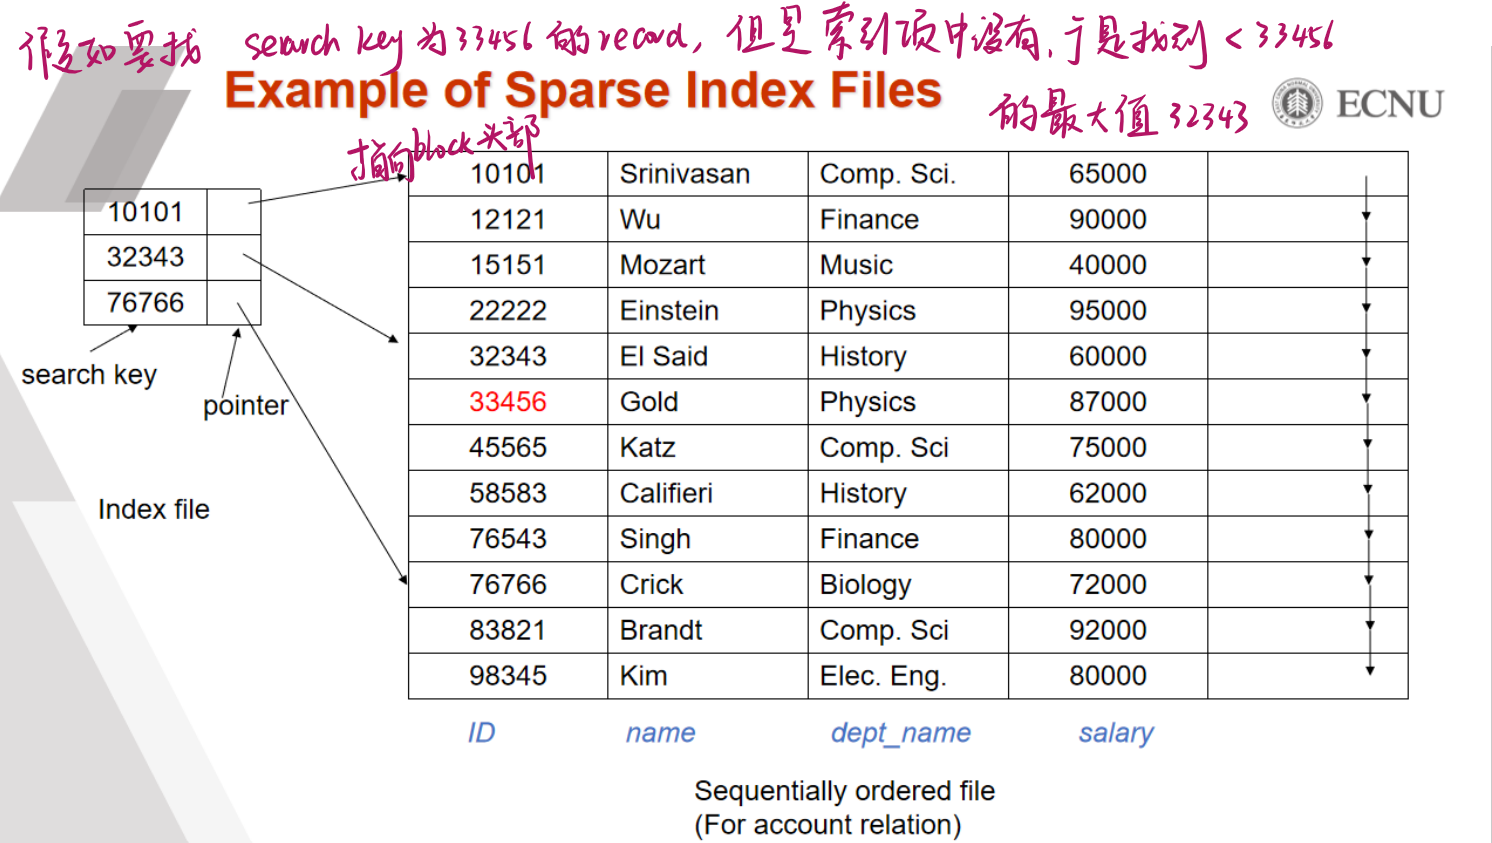 假如要找 search key 为33456 的record, 但是索引项中没有, 于是找到 < 33456
的最大值 32343
Example of Sparse Index Files
ECNU
指向block头部
10101
32343
76766
search key
pointer
Index file
10101 Srinivasan Comp. Sci. 65000
12121 Wu Finance 90000
15151 Mozart Music 40000
22222 Einstein Physics 95000
32343 El Said History 60000
33456 Gold Physics 87000
45565 Katz Comp. Sci 75000
58583 Califieri History 62000
76543 Singh Finance 80000
76766 Crick Biology 72000
83821 Brandt Comp. Sci 92000
98345 Kim Elec. Eng. 80000
ID name dept_name salary
Sequentially ordered file
(For account relation)